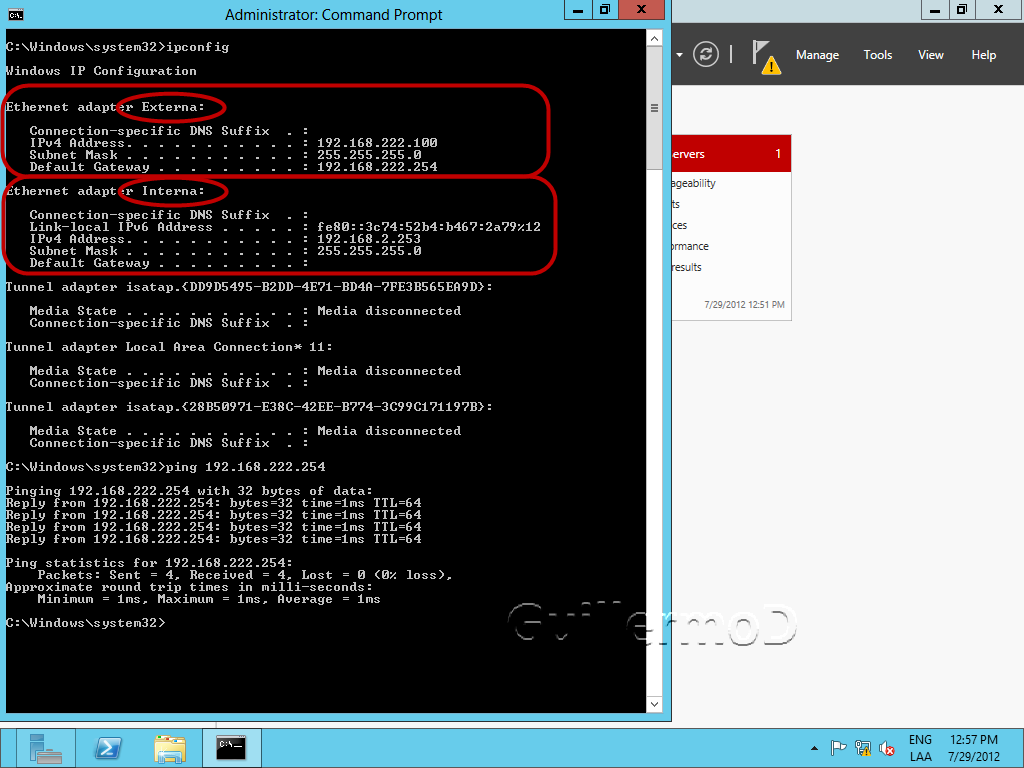 Administrator: Command Prompt
C:\Windows\system32>ipconfig
Windows IP Configuration
Ethernet adapter Externa:
Connection-specific DNS Suffix . :
IPv4 Address. . . . . . . . . . . : 192.168.222.100
Subnet Mask . . . . . . . . . . . : 255.255.255.0
Default Gateway . . . . . . . . . : 192.168.222.254
Ethernet adapter Interna:
Connection-specific DNS Suffix . :
Link-local IPv6 Address . . . . . : fe80::3c74:52b4:b467:2a79%12
IPv4 Address. . . . . . . . . . . : 192.168.2.253
Subnet Mask . . . . . . . . . . . : 255.255.255.0
Default Gateway . . . . . . . . . :
Tunnel adapter isatap.{DD9D5495-B2DD-4E71-BD4A-7FE3B565EA9D}:
Media State . . . . . . . . . . . : Media disconnected
Connection-specific DNS Suffix . :
Tunnel adapter Local Area Connection* 11:
Media State . . . . . . . . . . . : Media disconnected
Connection-specific DNS Suffix . :
Tunnel adapter isatap.{28B50971-E38C-42EE-B774-3C99C171197B}:
Media State . . . . . . . . . . . : Media disconnected
Connection-specific DNS Suffix . :
C:\Windows\system32>ping 192.168.222.254
Pinging 192.168.222.254 with 32 bytes of data:
Reply from 192.168.222.254: bytes=32 time=1ms TTL=64
Reply from 192.168.222.254: bytes=32 time=1ms TTL=64
Reply from 192.168.222.254: bytes=32 time=1ms TTL=64
Reply from 192.168.222.254: bytes=32 time=1ms TTL=64
Ping statistics for 192.168.222.254:
Packets: Sent = 4, Received = 4, Lost = 0 (0% loss),
Approximate round trip times in milli-seconds:
Minimum = 1ms, Maximum = 1ms, Average = 1ms
C:\Windows\system32>
Manage Tools View Help
ervers 1
ageability
ts
ces
ormance
results
7/29/2012 12:51 PM
GuillermoD
ENG 12:57 PM
LAA 7/29/2012